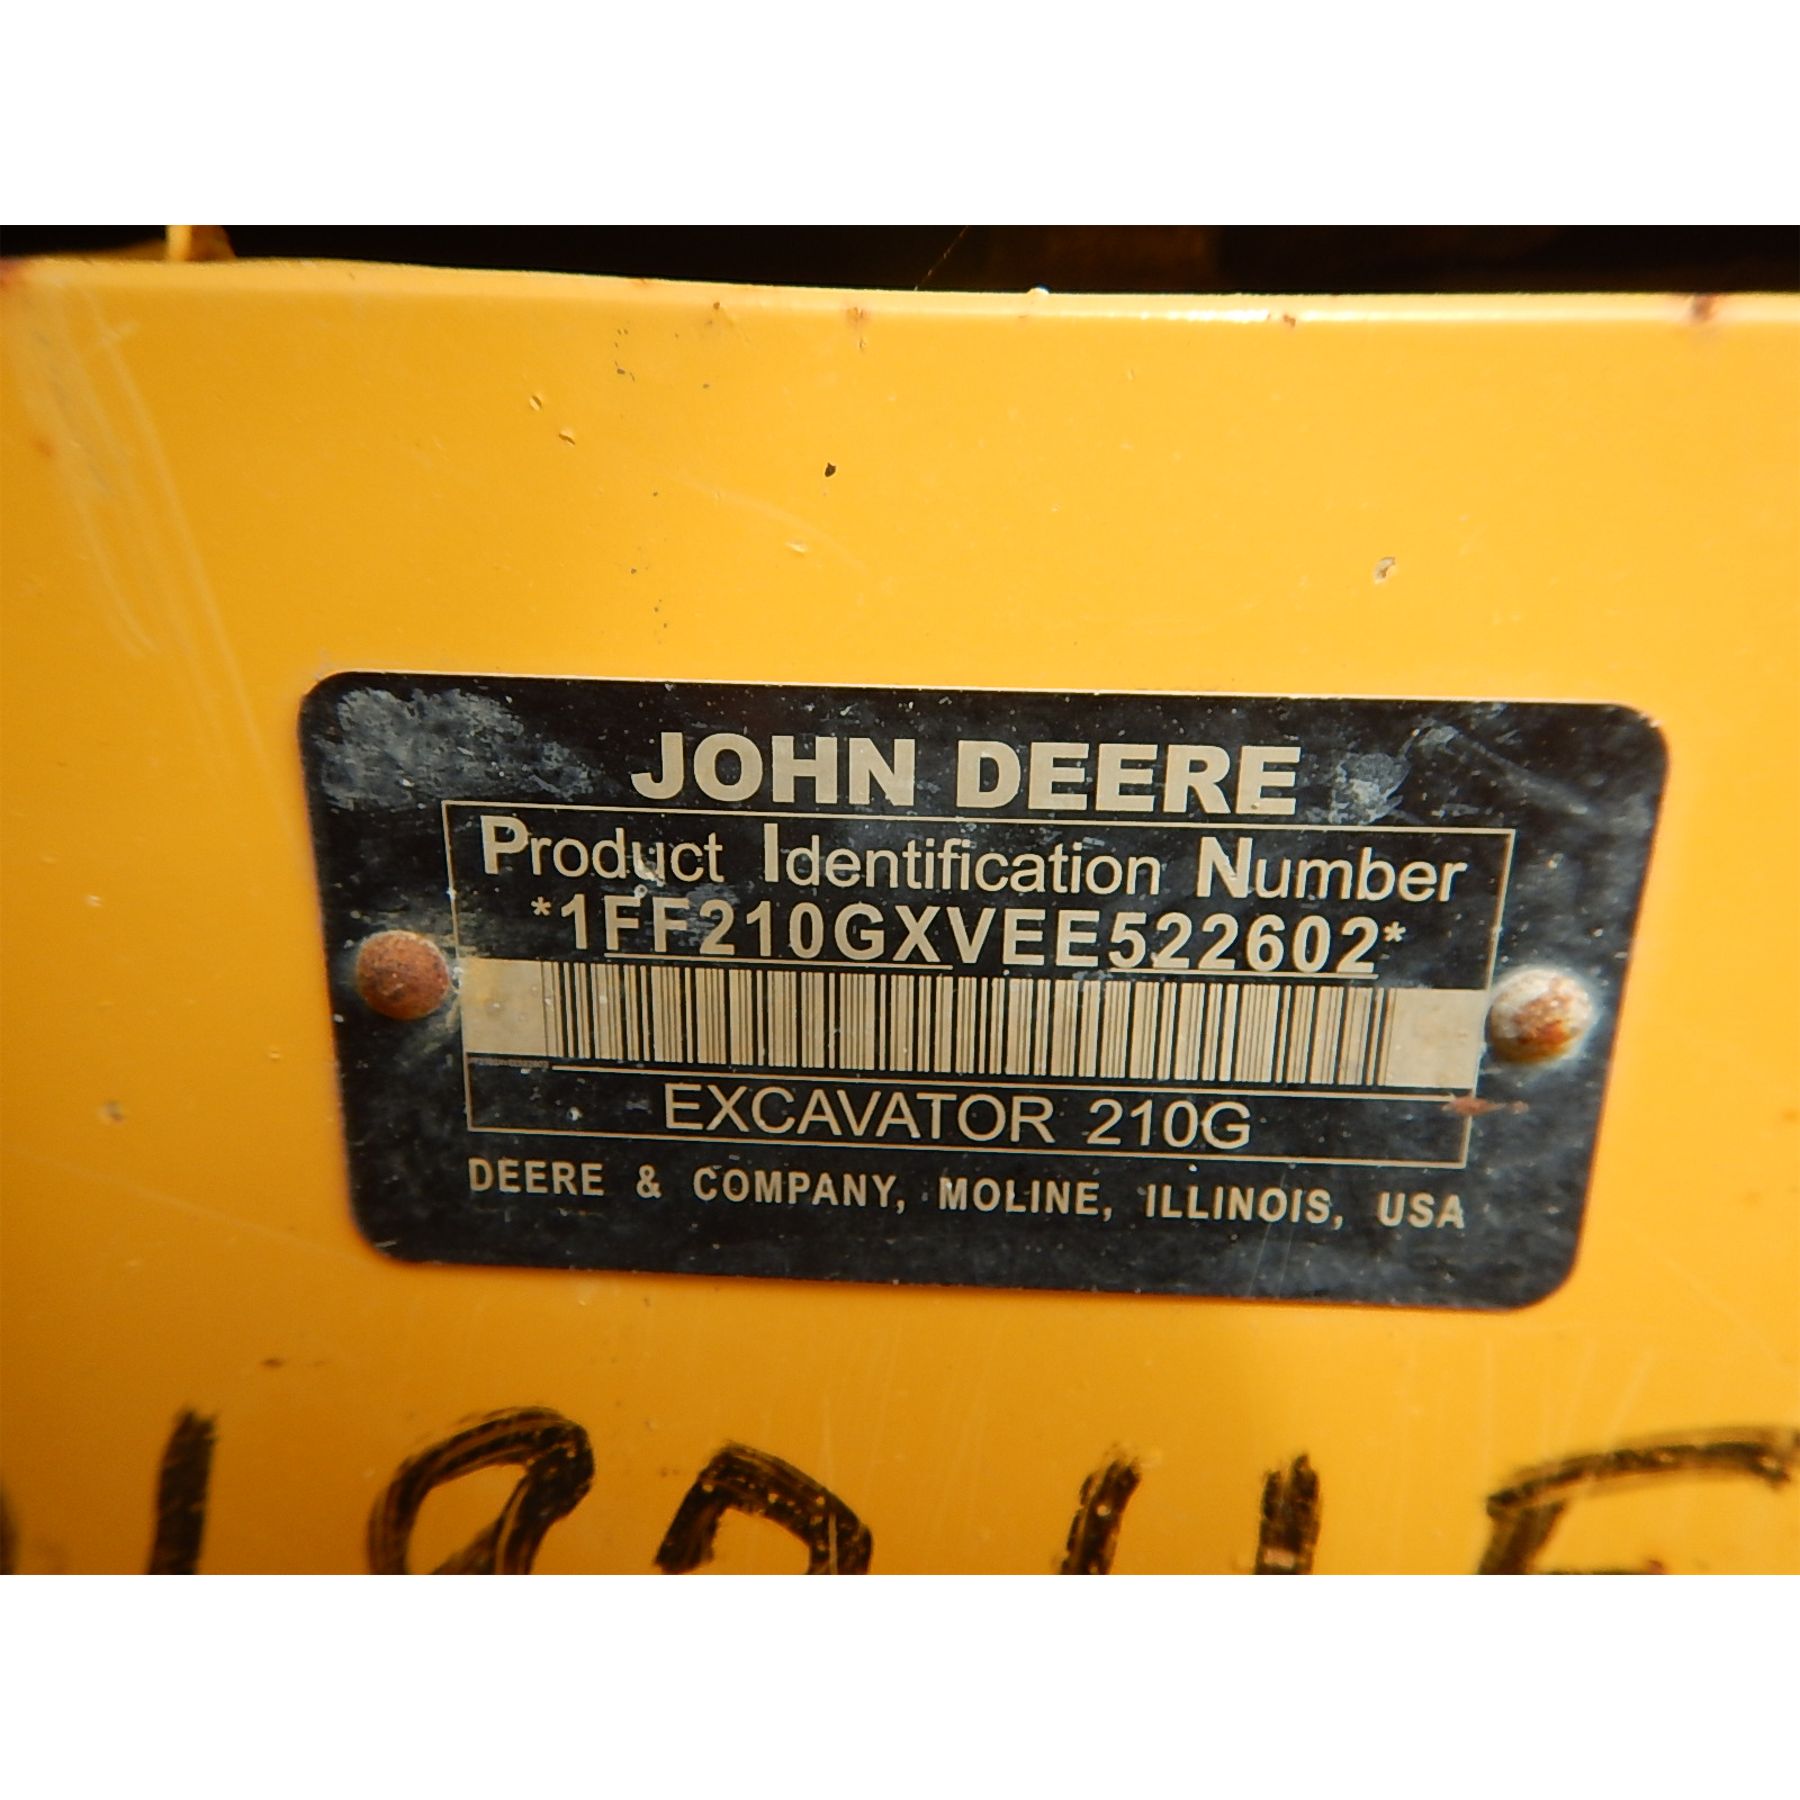 JOHN DEERE
Product Identification Number
*1FF210GXVEE522602*
EXCAVATOR 210G
DEERE & COMPANY, MOLINE, ILLINOIS, USA